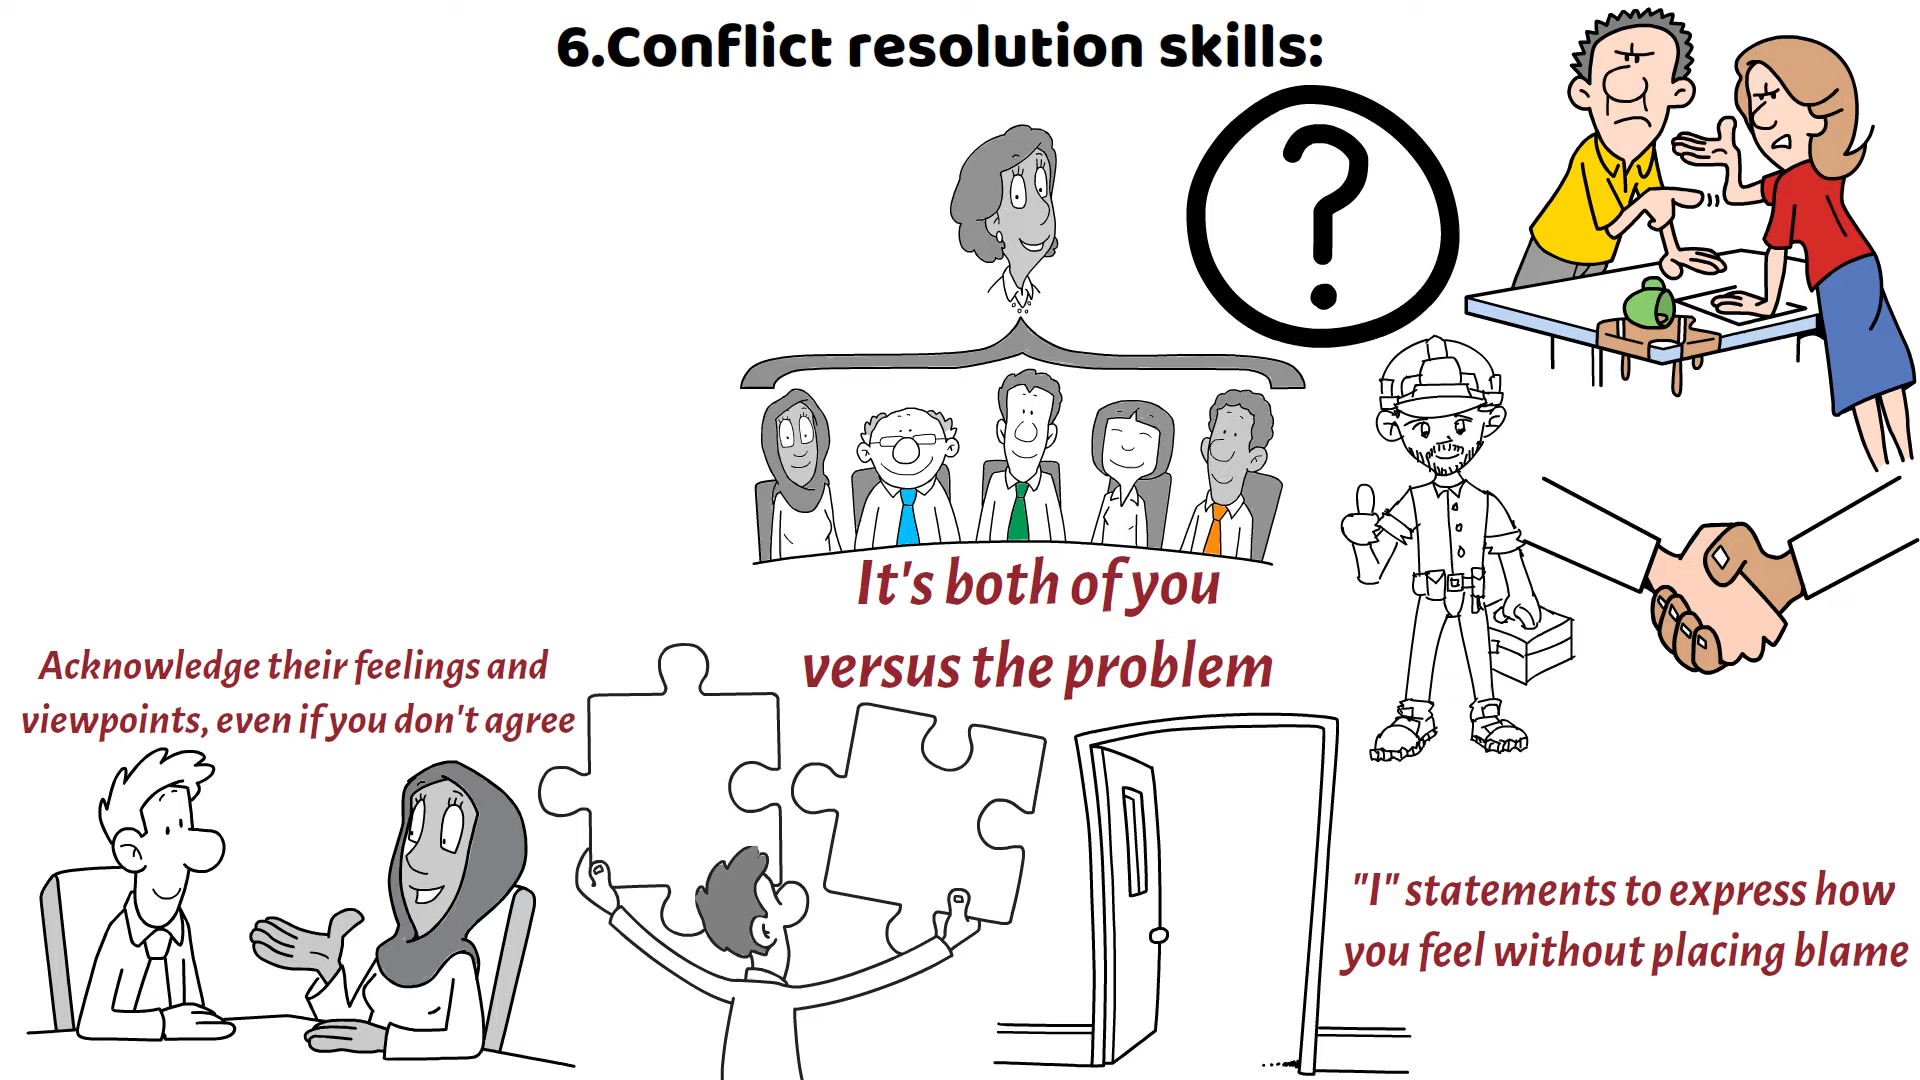 6.Conflict resolution skills:
It's both of you
versus the problem
Acknowledge their feelings and
viewpoints, even if you don't agree
"I" statements to express how
you feel without placing blame